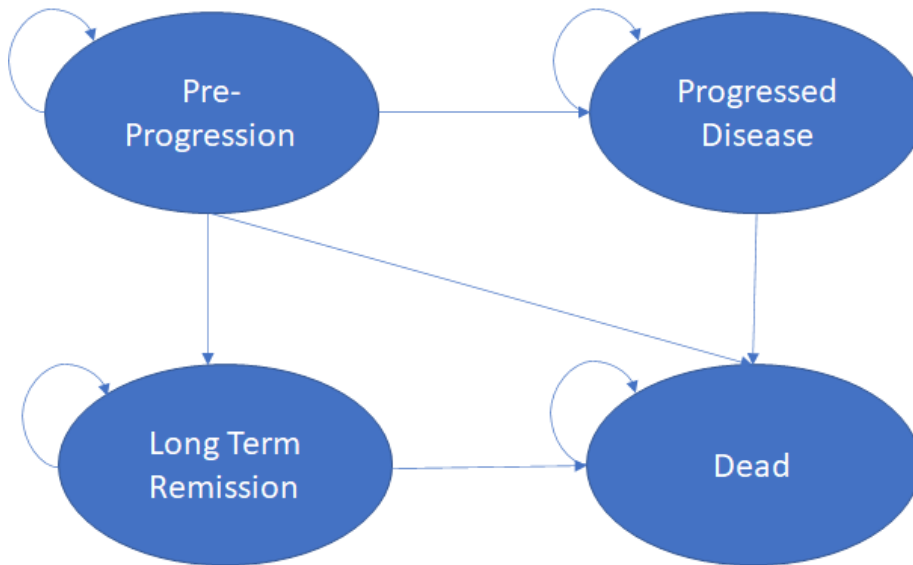 Pre-
Progression
Progressed
Disease
Long Term
Remission
Dead